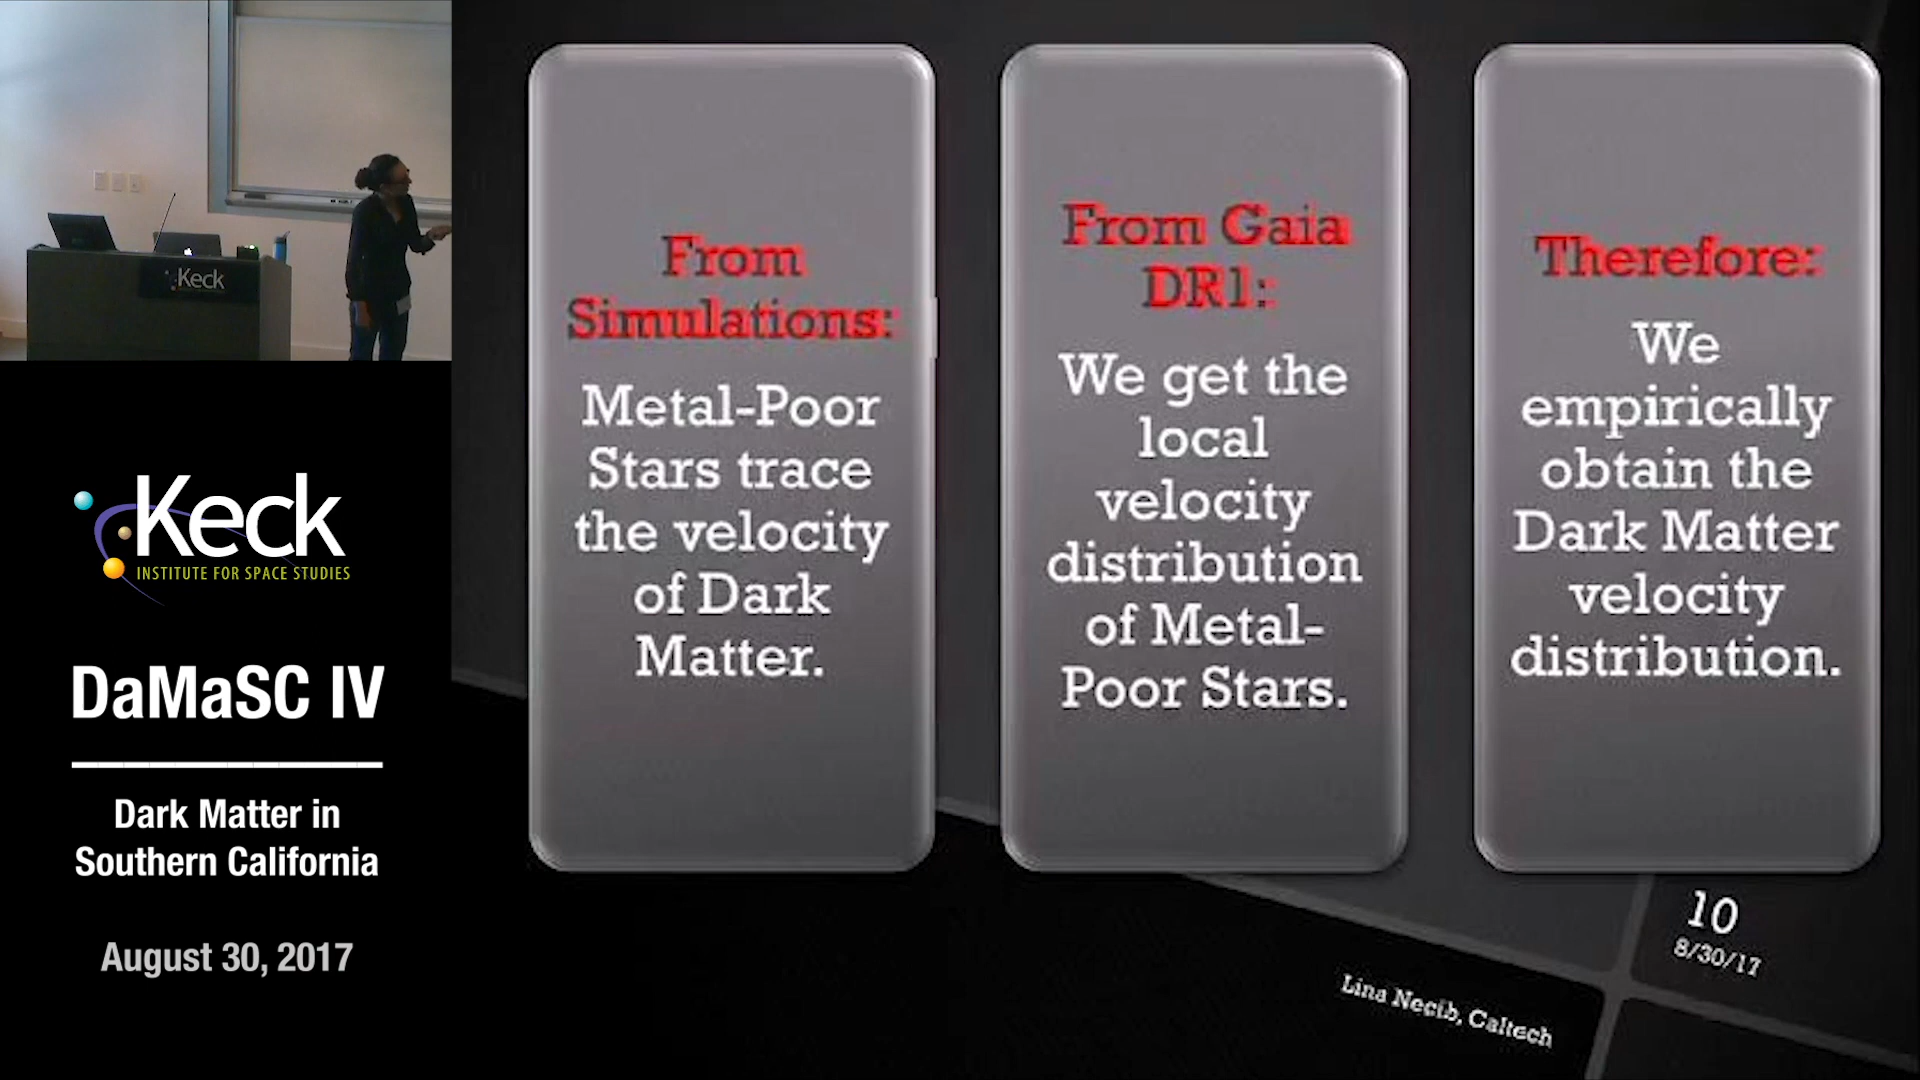 Keck
Keck
INSTITUTE FOR SPACE STUDIES
DaMaSC IV
Dark Matter in
Southern California
August 30, 2017
From
Simulations:
Metal-Poor
Stars trace
the velocity
of Dark
Matter.
From Gaia
DR1:
We get the
local
velocity
distribution
of Metal-
Poor Stars.
Therefore:
We
empirically
obtain the
Dark Matter
velocity
distribution.
10
8/30/17
Lina Necib, Caltech